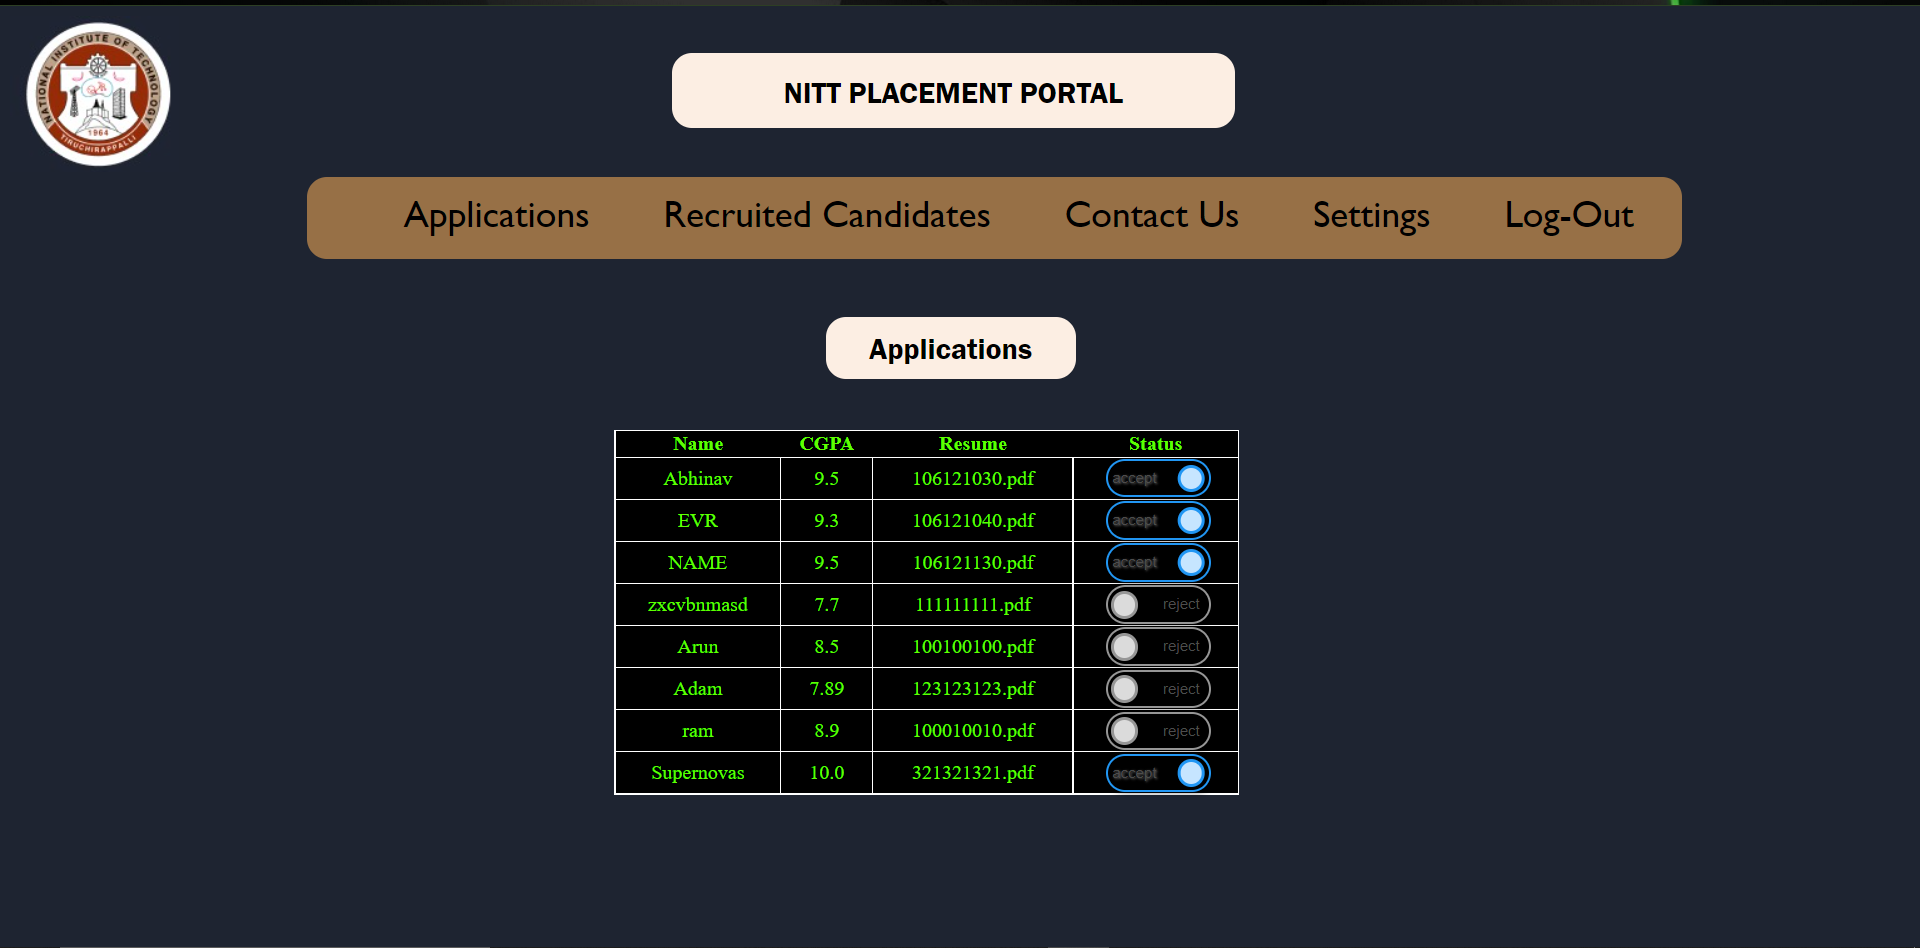 NATIONAL INSTITUTE OF TECHNOLOGY
1964
TIRUCHIRAPPALLI
NITT PLACEMENT PORTAL
Applications Recruited Candidates Contact Us Settings Log-Out
Applications
Name CGPA Resume Status
Abhinav 9.5 106121030.pdf accept
EVR 9.3 106121040.pdf accept
NAME 9.5 106121130.pdf accept
zxcvbnmasd 7.7 111111111.pdf reject
Arun 8.5 100100100.pdf reject
Adam 7.89 123123123.pdf reject
ram 8.9 100010010.pdf reject
Supernovas 10.0 321321321.pdf accept